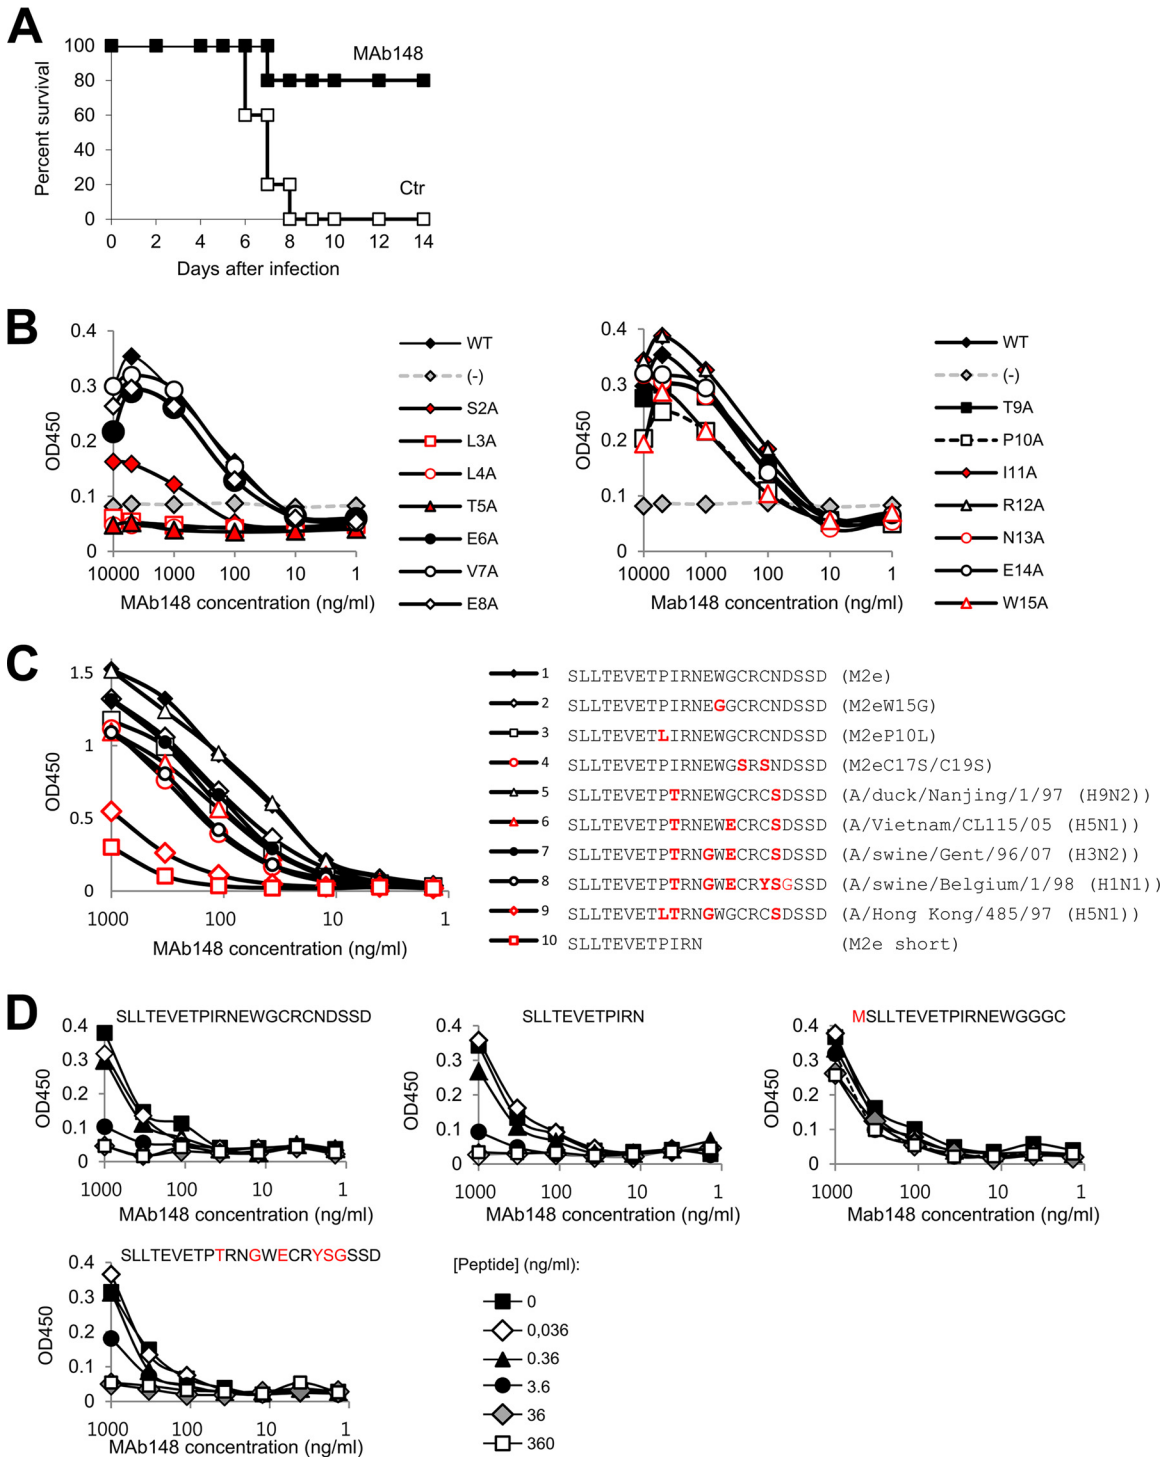 A
Percent survival
100
80
60
40
20
0
MAb148
Ctr
0 2 4 6 8 10 12 14
Days after infection
B
OD450
0.4
0.3
0.2
0.1
0
10000 1000 100 10 1
MAb148 concentration (ng/ml)
WT
(-)
S2A
L3A
L4A
T5A
E6A
V7A
E8A
OD450
0.4
0.3
0.2
0.1
0
10000 1000 100 10 1
Mab148 concentration (ng/ml)
WT
(-)
T9A
P10A
I11A
R12A
N13A
E14A
W15A
C
OD450
1.5
1
0.5
0
1000 100 10 1
MAb148 concentration (ng/ml)
1 SLLTEVETPIRNEWGCRCNDSSD (M2e)
2 SLLTEVETPIRNEGGCRCNDSSD (M2eW15G)
3 SLLTEVETLIRNEWGCRCNDSSD (M2eP10L)
4 SLLTEVETPIRNEWGSRSNDSSD (M2eC17S/C19S)
5 SLLTEVETPTRNEWGCRCSDSSD (A/duck/Nanjing/1/97 (H9N2))
6 SLLTEVETPTRNEWECRCSDSSD (A/Vietnam/CL115/05 (H5N1))
7 SLLTEVETPTRNGWECRCSDSSD (A/swine/Gent/96/07 (H3N2))
8 SLLTEVETPTRNGWECRYSGSSD (A/swine/Belgium/1/98 (H1N1))
9 SLLTEVETLTRNGWGCRCSDSSD (A/Hong Kong/485/97 (H5N1))
10 SLLTEVETPIRN (M2e short)
D
SLLTEVETPIRNEWGCRCNDSSD
OD450
0.4
0.3
0.2
0.1
0
1000 100 10 1
MAb148 concentration (ng/ml)
SLLTEVETPIRN
OD450
0.4
0.3
0.2
0.1
0
1000 100 10 1
MAb148 concentration (ng/ml)
MSLLTEVETPIRNEWGGGC
OD450
0.4
0.3
0.2
0.1
0
1000 100 10 1
Mab148 concentration (ng/ml)
SLLTEVETPTRNGWECRYSGSSD
OD450
0.4
0.3
0.2
0.1
0
1000 100 10 1
MAb148 concentration (ng/ml)
[Peptide] (ng/ml):
0
0,036
0.36
3.6
36
360